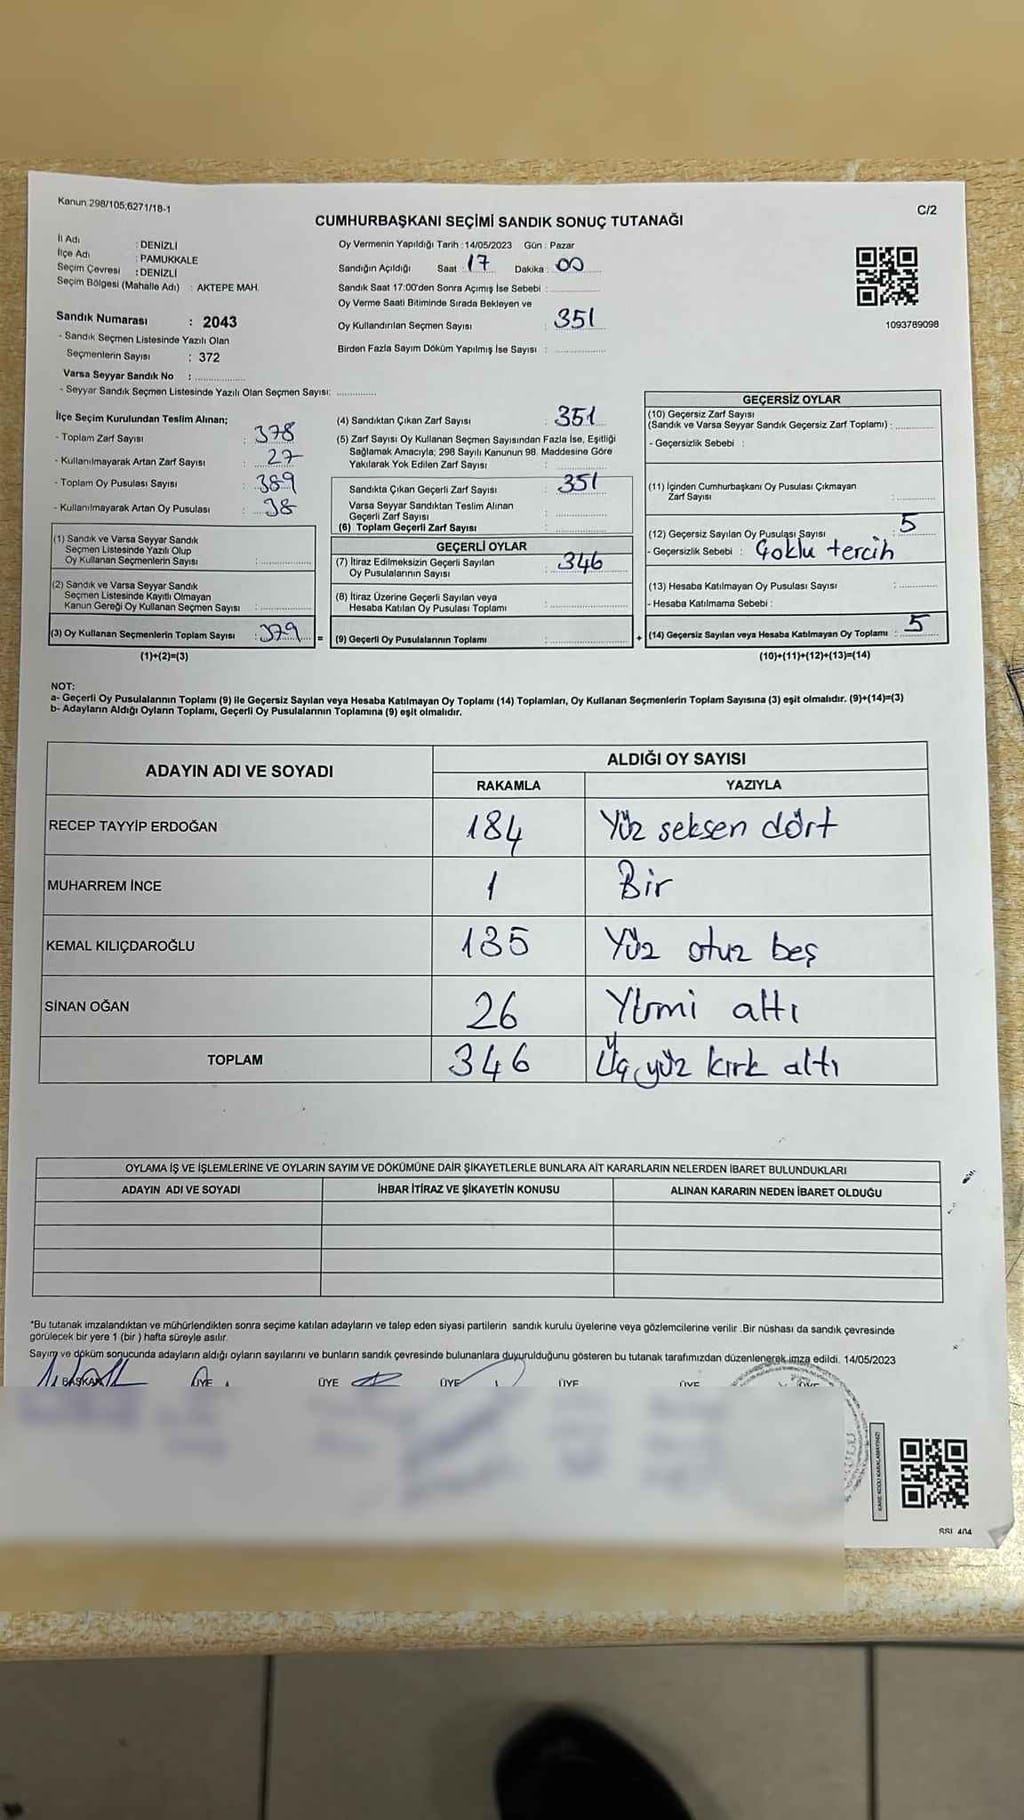 Kanun 298/105,6271/18-1
C/2
CUMHURBAŞKANI SEÇİMİ SANDIK SONUÇ TUTANAĞI
İl Adı : DENİZLİ
İlçe Adı : PAMUKKALE
Seçim Çevresi : DENİZLİ
Seçim Bölgesi (Mahalle Adı) : AKTEPE MAH.
Sandık Numarası : 2043
- Sandık Seçmen Listesinde Yazılı Olan
Seçmenlerin Sayısı : 372
Varsa Seyyar Sandık No :
- Seyyar Sandık Seçmen Listesinde Yazılı Olan Seçmen Sayısı:
Oy Vermenin Yapıldığı Tarih :14/05/2023 Gün : Pazar
Sandığın Açıldığı Saat : 17 Dakika : 00
Sandık Saat 17:00'den Sonra Açımış İse Sebebi :
Oy Verme Saati Bitiminde Sırada Bekleyen ve
Oy Kullandırılan Seçmen Sayısı : 351
Birden Fazla Sayım Döküm Yapılmış İse Sayısı :
1093789098
İlçe Seçim Kurulundan Teslim Alınan;
- Toplam Zarf Sayısı : 378
- Kullanılmayarak Artan Zarf Sayısı : 27
- Toplam Oy Pusulası Sayısı : 389
- Kullanılmayarak Artan Oy Pusulası : 38
(1) Sandık ve Varsa Seyyar Sandık
Seçmen Listesinde Yazılı Olup
Oy Kullanan Seçmenlerin Sayısı :
(2) Sandık ve Varsa Seyyar Sandık
Seçmen Listesinde Kayıtlı Olmayan
Kanun Gereği Oy Kullanan Seçmen Sayısı :
(3) Oy Kullanan Seçmenlerin Toplam Sayısı : 379 =
(1)+(2)=(3)
(4) Sandıktan Çıkan Zarf Sayısı : 351
(5) Zarf Sayısı Oy Kullanan Seçmen Sayısından Fazla İse, Eşitliği
Sağlamak Amacıyla; 298 Sayılı Kanunun 98. Maddesine Göre
Yakılarak Yok Edilen Zarf Sayısı :
Sandıkta Çıkan Geçerli Zarf Sayısı : 351
Varsa Seyyar Sandıktan Teslim Alınan
Geçerli Zarf Sayısı :
(6) Toplam Geçerli Zarf Sayısı :
GEÇERLİ OYLAR
(7) İtiraz Edilmeksizin Geçerli Sayılan
Oy Pusulalarının Sayısı : 346
(8) İtiraz Üzerine Geçerli Sayılan veya
Hesaba Katılan Oy Pusulası Toplamı :
(9) Geçerli Oy Pusulalarının Toplamı : +
GEÇERSİZ OYLAR
(10) Geçersiz Zarf Sayısı
(Sandık ve Varsa Seyyar Sandık Geçersiz Zarf Toplamı) :
- Geçersizlik Sebebi :
(11) İçinden Cumhurbaşkanı Oy Pusulası Çıkmayan
Zarf Sayısı :
(12) Geçersiz Sayılan Oy Pusulası Sayısı : 5
- Geçersizlik Sebebi : Çoklu tercih
(13) Hesaba Katılmayan Oy Pusulası Sayısı :
- Hesaba Katılmama Sebebi :
(14) Geçersiz Sayılan veya Hesaba Katılmayan Oy Toplamı : 5
(10)+(11)+(12)+(13)=(14)
NOT:
a- Geçerli Oy Pusulalarının Toplamı (9) ile Geçersiz Sayılan veya Hesaba Katılmayan Oy Toplamı (14) Toplamları, Oy Kullanan Seçmenlerin Toplam Sayısına (3) eşit olmalıdır. (9)+(14)=(3)
b- Adayların Aldığı Oyların Toplamı, Geçerli Oy Pusulalarının Toplamına (9) eşit olmalıdır.
ADAYIN ADI VE SOYADI
ALDIĞI OY SAYISI
RAKAMLA YAZIYLA
RECEP TAYYİP ERDOĞAN 184 Yüz seksen dört
MUHARREM İNCE 1 Bir
KEMAL KILIÇDAROĞLU 135 Yüz otuz beş
SİNAN OĞAN 26 Yirmi altı
TOPLAM 346 Üç yüz kırk altı
OYLAMA İŞ VE İŞLEMLERİNE VE OYLARIN SAYIM VE DÖKÜMÜNE DAİR ŞİKAYETLERLE BUNLARA AİT KARARLARIN NELERDEN İBARET BULUNDUKLARI
ADAYIN ADI VE SOYADI İHBAR İTİRAZ VE ŞİKAYETİN KONUSU ALINAN KARARIN NEDEN İBARET OLDUĞU
*Bu tutanak imzalandıktan ve mühürlendikten sonra seçime katılan adayların ve talep eden siyasi partilerin sandık kurulu üyelerine veya gözlemcilerine verilir .Bir nüshası da sandık çevresinde
görülecek bir yere 1 (bir ) hafta süreyle asılır.
Sayım ve döküm sonucunda adayların aldığı oyların sayılarını ve bunların sandık çevresinde bulunanlara duyurulduğunu gösteren bu tutanak tarafımızdan düzenlenerek imza edildi. 14/05/2023
BAŞKAN ÜYE ÜYE ÜYE ÜYE ÜYE ÜYE
KARE KODU KARALAMAYINIZ!
SSI 404